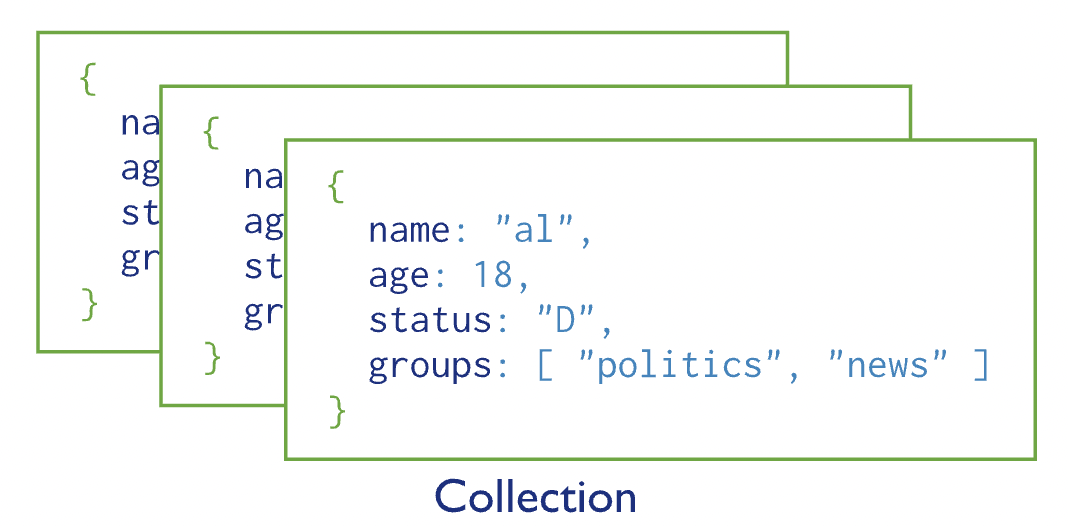 {
na
ag
st
gr
}
{
na
ag
st
gr
}
{
name: "al",
age: 18,
status: "D",
groups: [ "politics", "news" ]
}
Collection